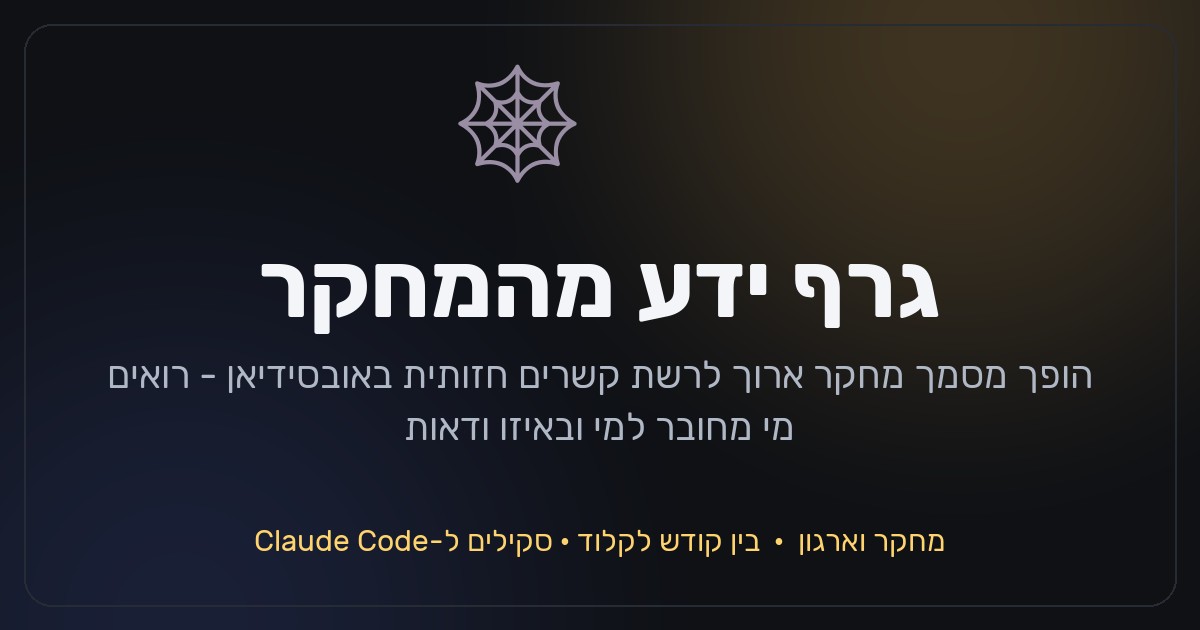 גרף ידע מהמחקר
הופך מסמך מחקר ארוך לרשת קשרים חזותית באובסידיאן - רואים
מי מחובר למי ובאיזו ודאות
מחקר וארגון • בין קודש לקלוד • סקילים ל-Claude Code